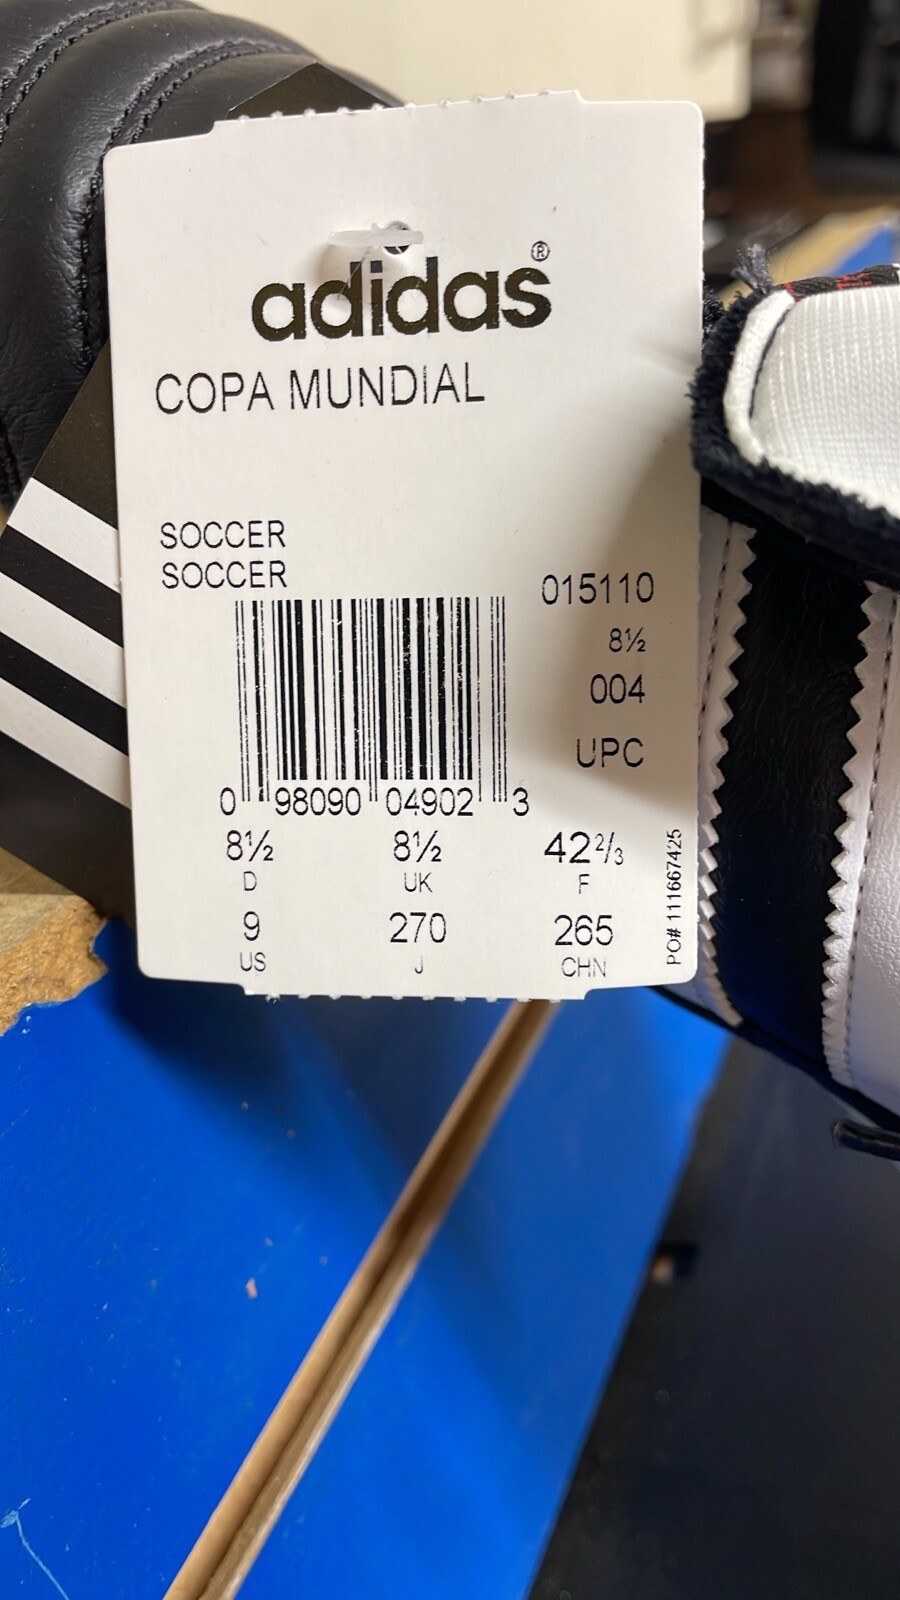 adidas®
COPA MUNDIAL
SOCCER
SOCCER
015110
8½
004
UPC
0 98090 04902 3
8½ 8½ 42⅔
D UK F
9 270 265
US J CHN
PO# 111667425